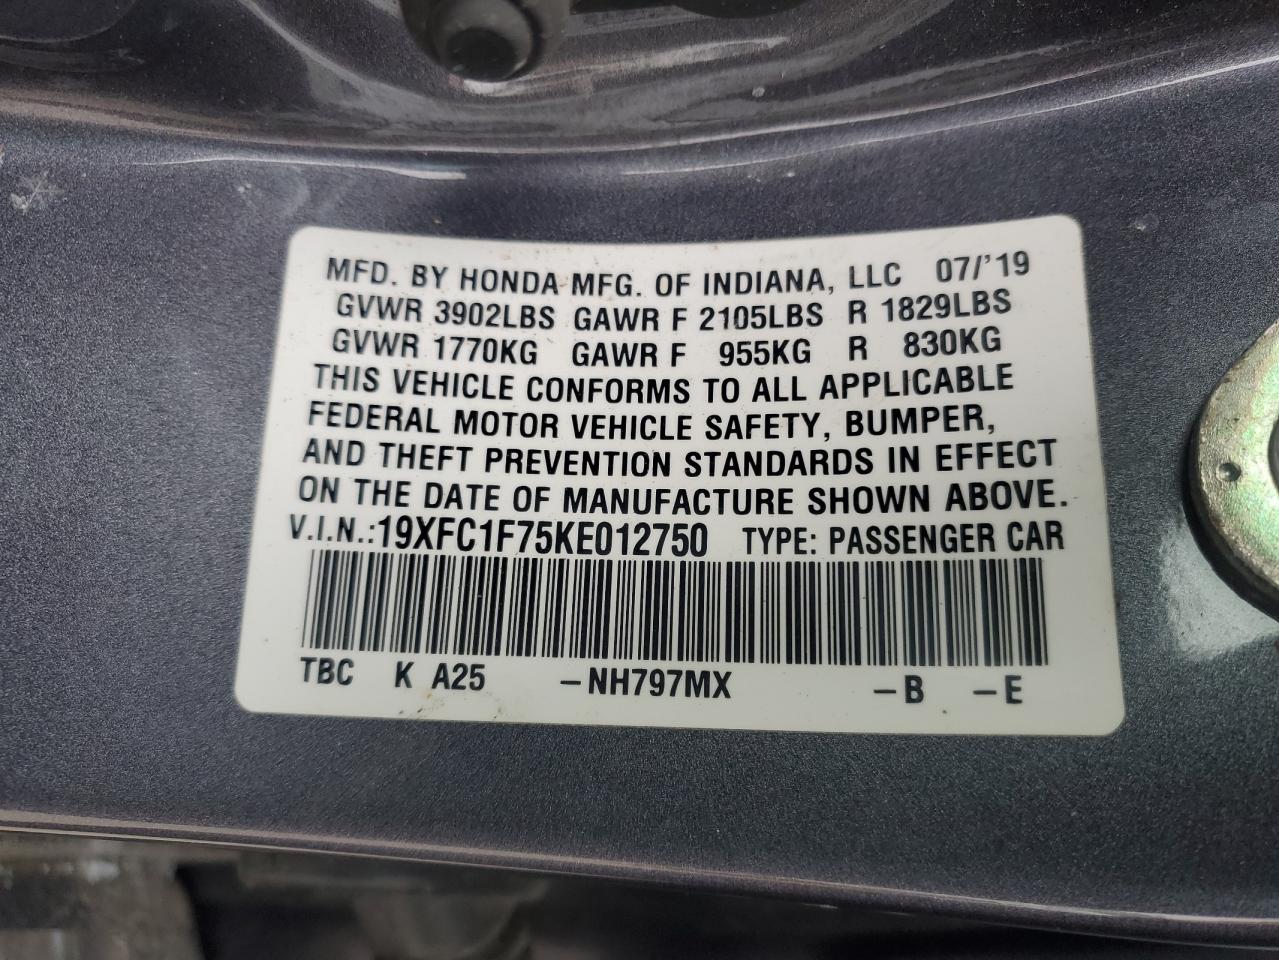 MFD. BY HONDA MFG. OF INDIANA, LLC 07/'19
GVWR 3902LBS GAWR F 2105LBS R 1829LBS
GVWR 1770KG GAWR F 955KG R 830KG
THIS VEHICLE CONFORMS TO ALL APPLICABLE
FEDERAL MOTOR VEHICLE SAFETY, BUMPER,
AND THEFT PREVENTION STANDARDS IN EFFECT
ON THE DATE OF MANUFACTURE SHOWN ABOVE.
V.I.N.:19XFC1F75KE012750 TYPE: PASSENGER CAR
TBC K A25 -NH797MX -B -E